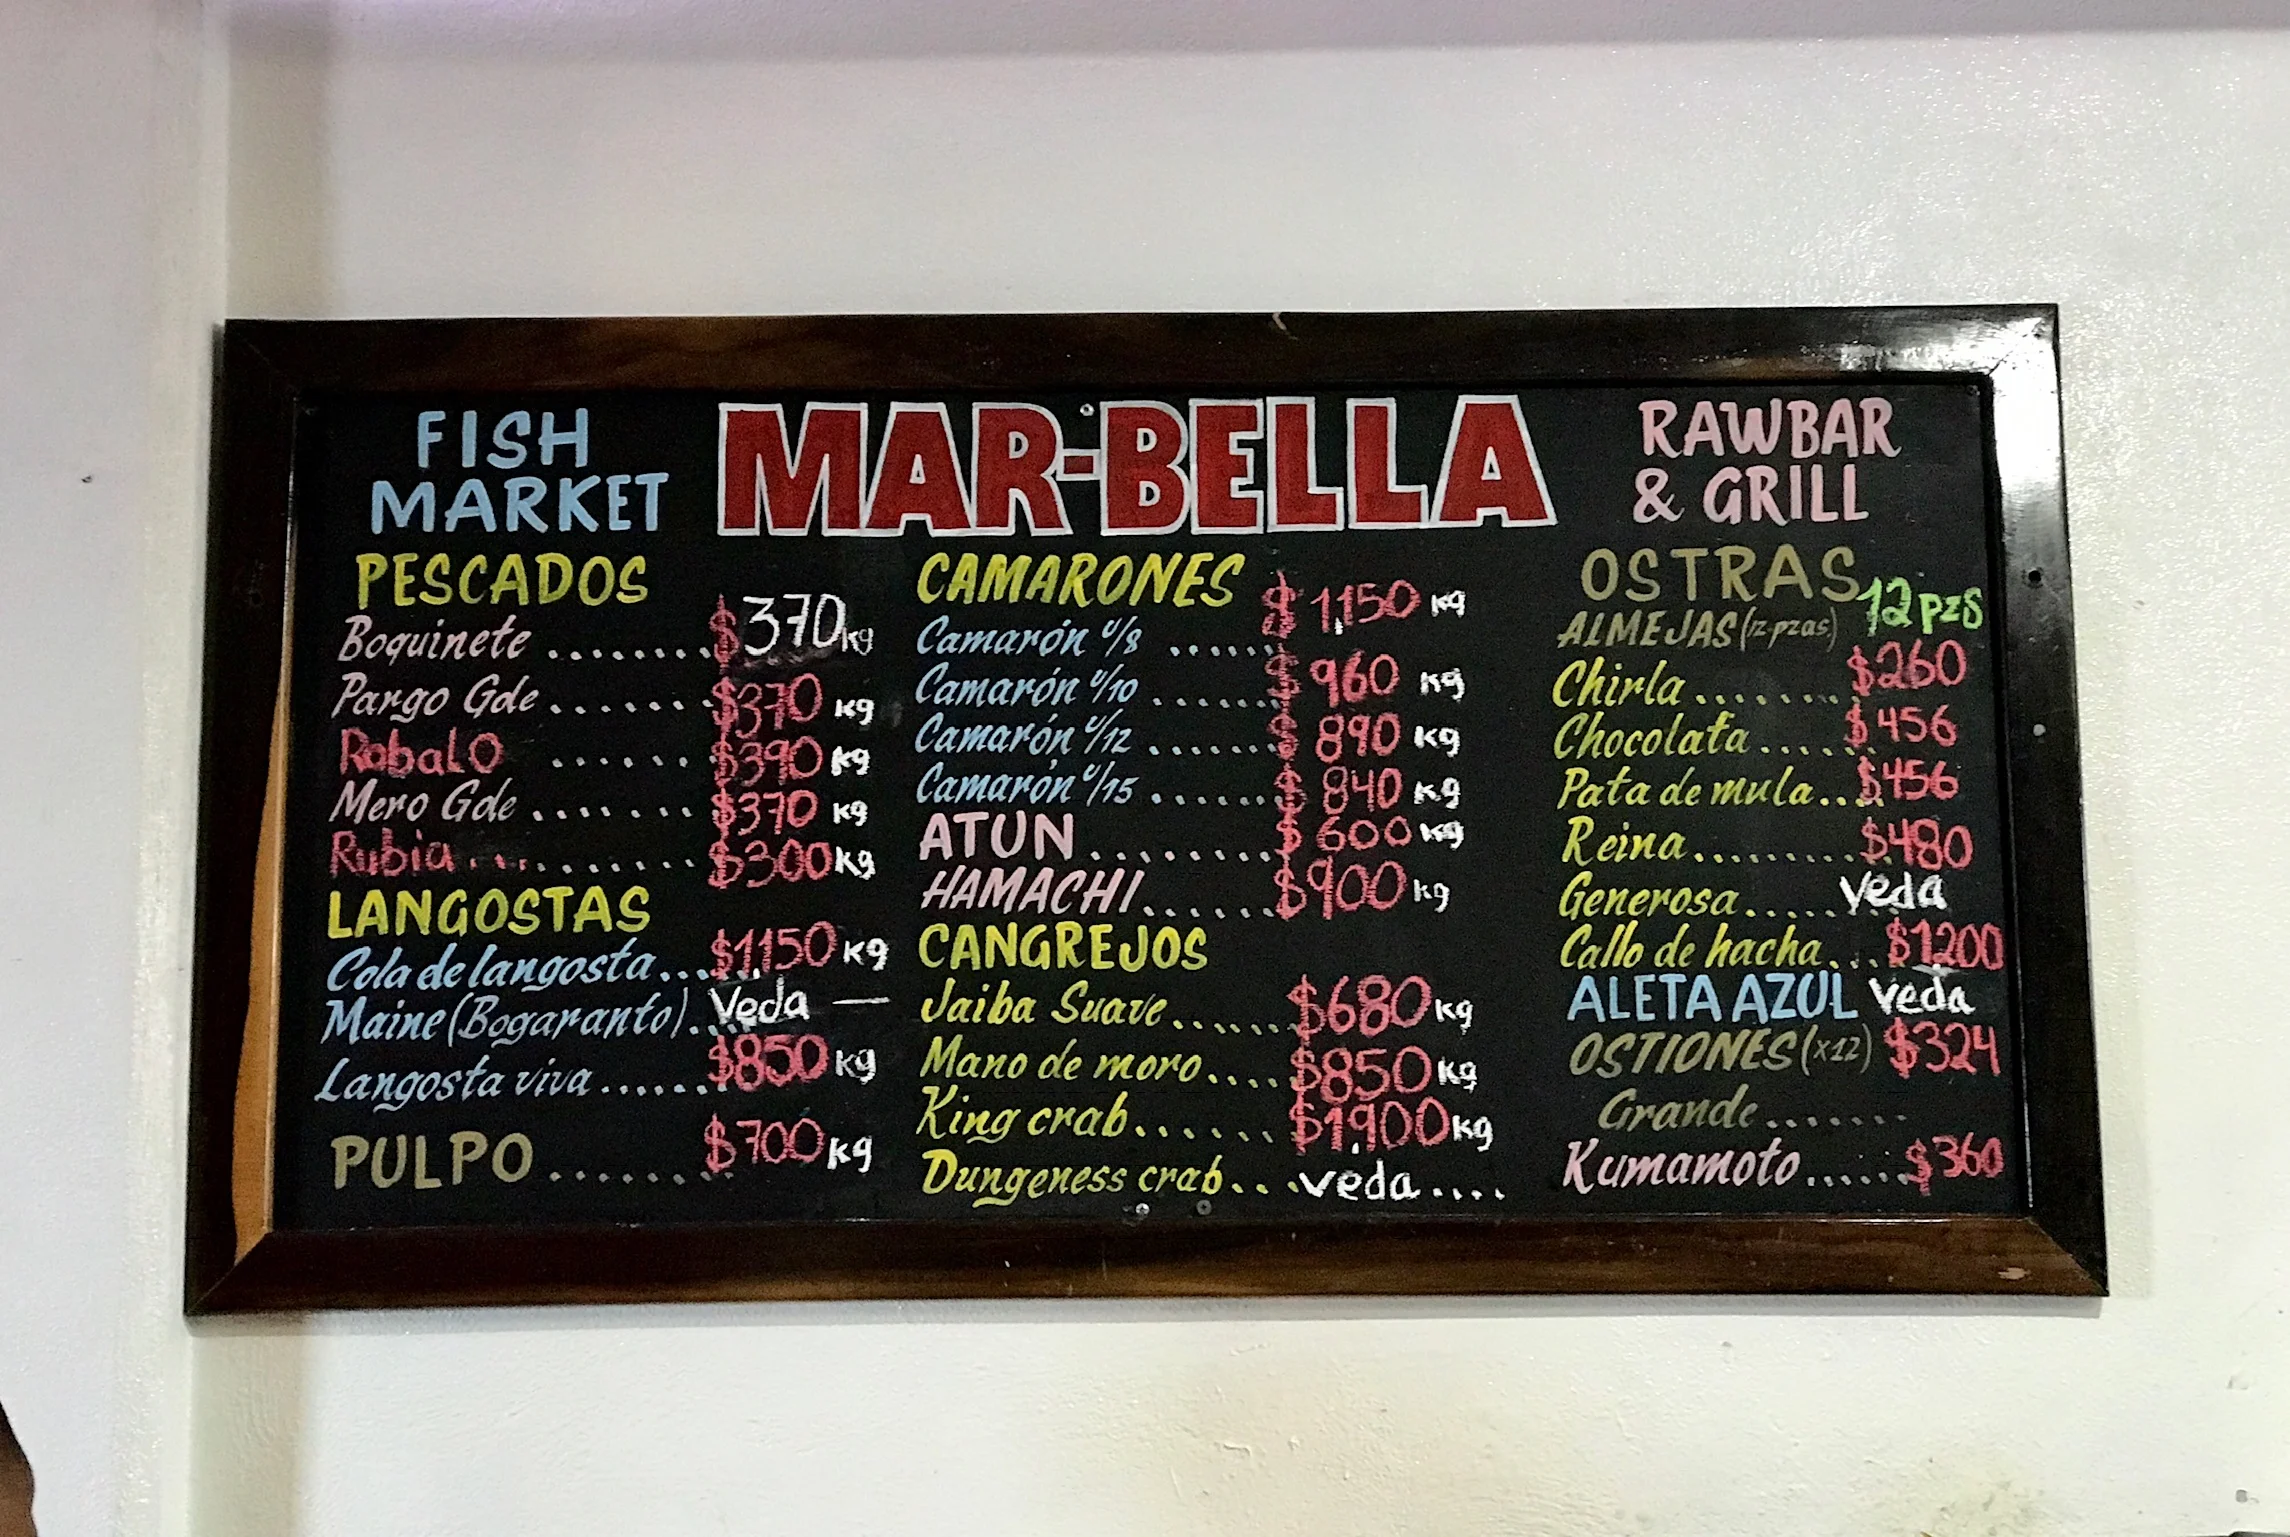 FISH
MARKET
MAR-BELLA
RAWBAR
& GRILL
PESCADOS
Boquinete ........ $370 kg
Pargo Gde ....... $370 kg
RobalO ...... $390 kg
Mero Gde ....... $370 kg
Rubia ........... $300 kg
LANGOSTAS
Cola de langosta...... $1150 kg
Maine (Bogaranto).... Veda —
Langosta viva ....... $850 kg
PULPO ......... $700 kg
CAMARONES
Camarón u/8 ...... $1,150 kg
Camarón u/10 ...... $960 kg
Camarón u/12 ....... $890 kg
Camarón u/15 ....... $840 kg
ATUN ......... $600 kg
HAMACHI....... $900 kg
CANGREJOS
Jaiba Suave ....... $680 kg
Mano de moro .... $850 kg
King crab....... $1,900 kg
Dungeness crab... veda ....
OSTRAS
ALMEJAS (12 pzas) 12 pzs
Chirla ....... $260
Chocolata ...... $456
Pata de mula .... $456
Reina ......... $480
Generosa ..... Veda
Callo de hacha... $1200
ALETA AZUL Veda
OSTIONES (x12) $324
Grande .......
Kumamoto ...... $360